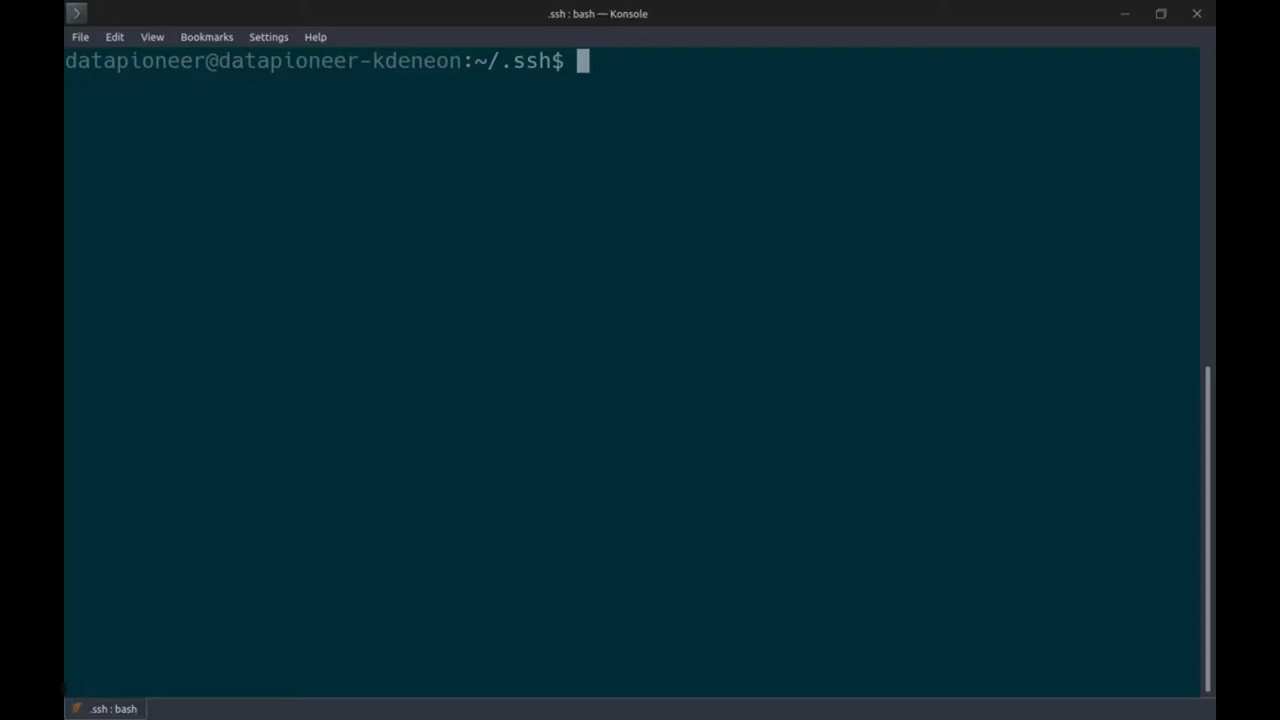 .ssh : bash — Konsole
File Edit View Bookmarks Settings Help
datapioneer@datapioneer-kdeneon:~/.ssh$
.ssh : bash